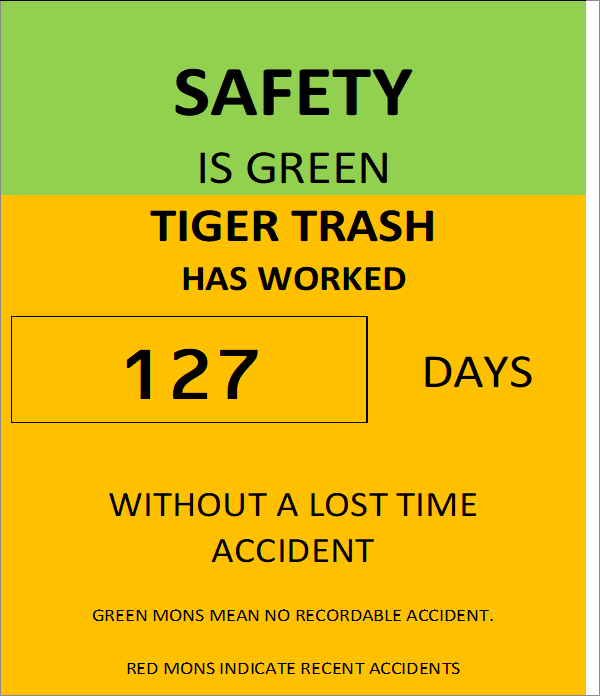 SAFETY
IS GREEN
TIGER TRASH
HAS WORKED
127 DAYS
WITHOUT A LOST TIME
ACCIDENT
GREEN MONS MEAN NO RECORDABLE ACCIDENT.
RED MONS INDICATE RECENT ACCIDENTS